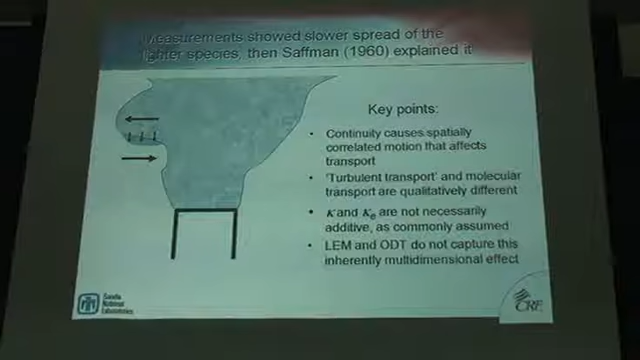 Measurements showed slower spread of the
lighter species, then Saffman (1960) explained it
Key points:
• Continuity causes spatially
correlated motion that affects
transport
• 'Turbulent transport' and molecular
transport are qualitatively different
• κ and κe are not necessarily
additive, as commonly assumed
• LEM and ODT do not capture this
inherently multidimensional effect
Sandia
National
Laboratories
CRF